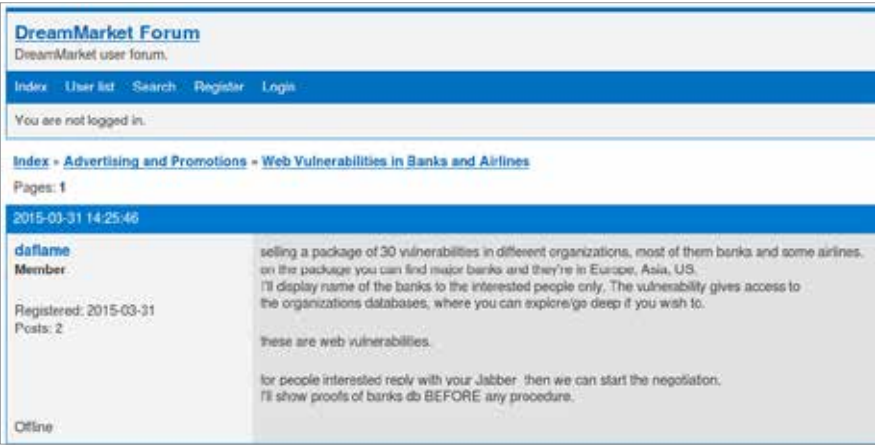 DreamMarket Forum
DreamMarket user forum.
Index User list Search Register Login
You are not logged in.
Index » Advertising and Promotions » Web Vulnerabilities in Banks and Airlines
Pages: 1
2015-03-31 14:25:46
daflame
Member
Registered: 2015-03-31
Posts: 2
Offline
selling a package of 30 vulnerabilities in different organizations, most of them banks and some airlines.
on the package you can find major banks and they're in Europe, Asia, US.
I'll display name of the banks to the interested people only, The vulnerability gives access to
the organizations databases, where you can explore/go deep if you wish to.
these are web vulnerabilities.
for people interested reply with your Jabber then we can start the negotiation.
I'll show proofs of banks db BEFORE any procedure.